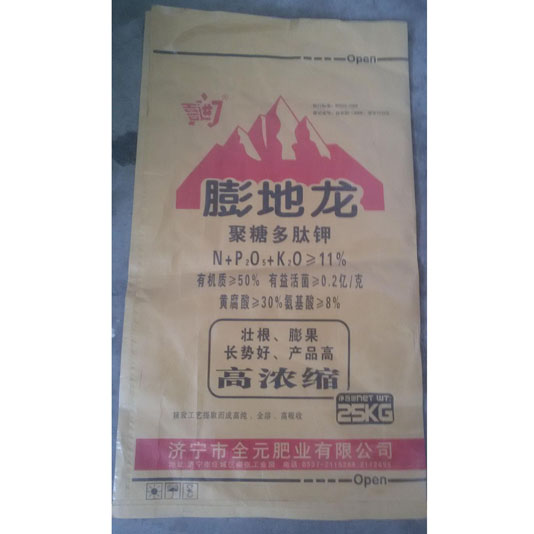 Open
膨地龙
聚糖多肽钾
N+P₂O₅+K₂O≥11%
有机质≥50% 有益活菌≥0.2亿/克
黄腐酸≥30%氨基酸≥8%
壮根、膨果
长势好、产品高
高浓缩
净含量NET WT:
25KG
济宁市全元肥业有限公司
Open